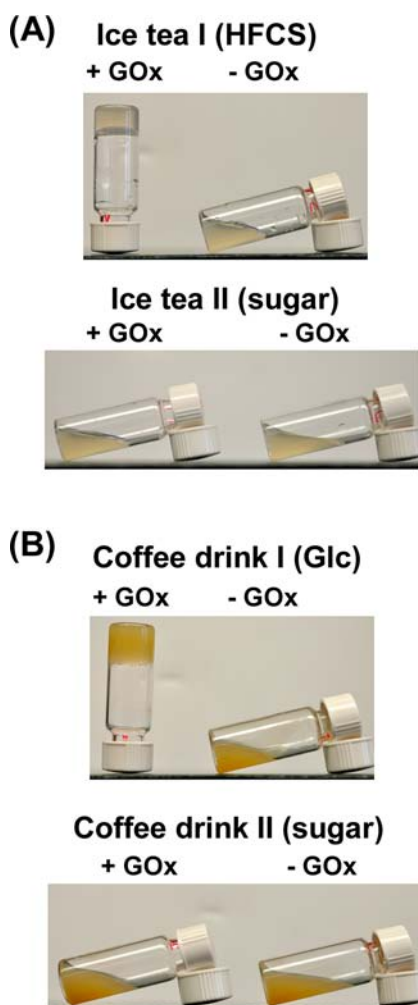 (A)
Ice tea I (HFCS)
+ GOx - GOx
Ice tea II (sugar)
+ GOx - GOx
(B)
Coffee drink I (Glc)
+ GOx - GOx
Coffee drink II (sugar)
+ GOx - GOx